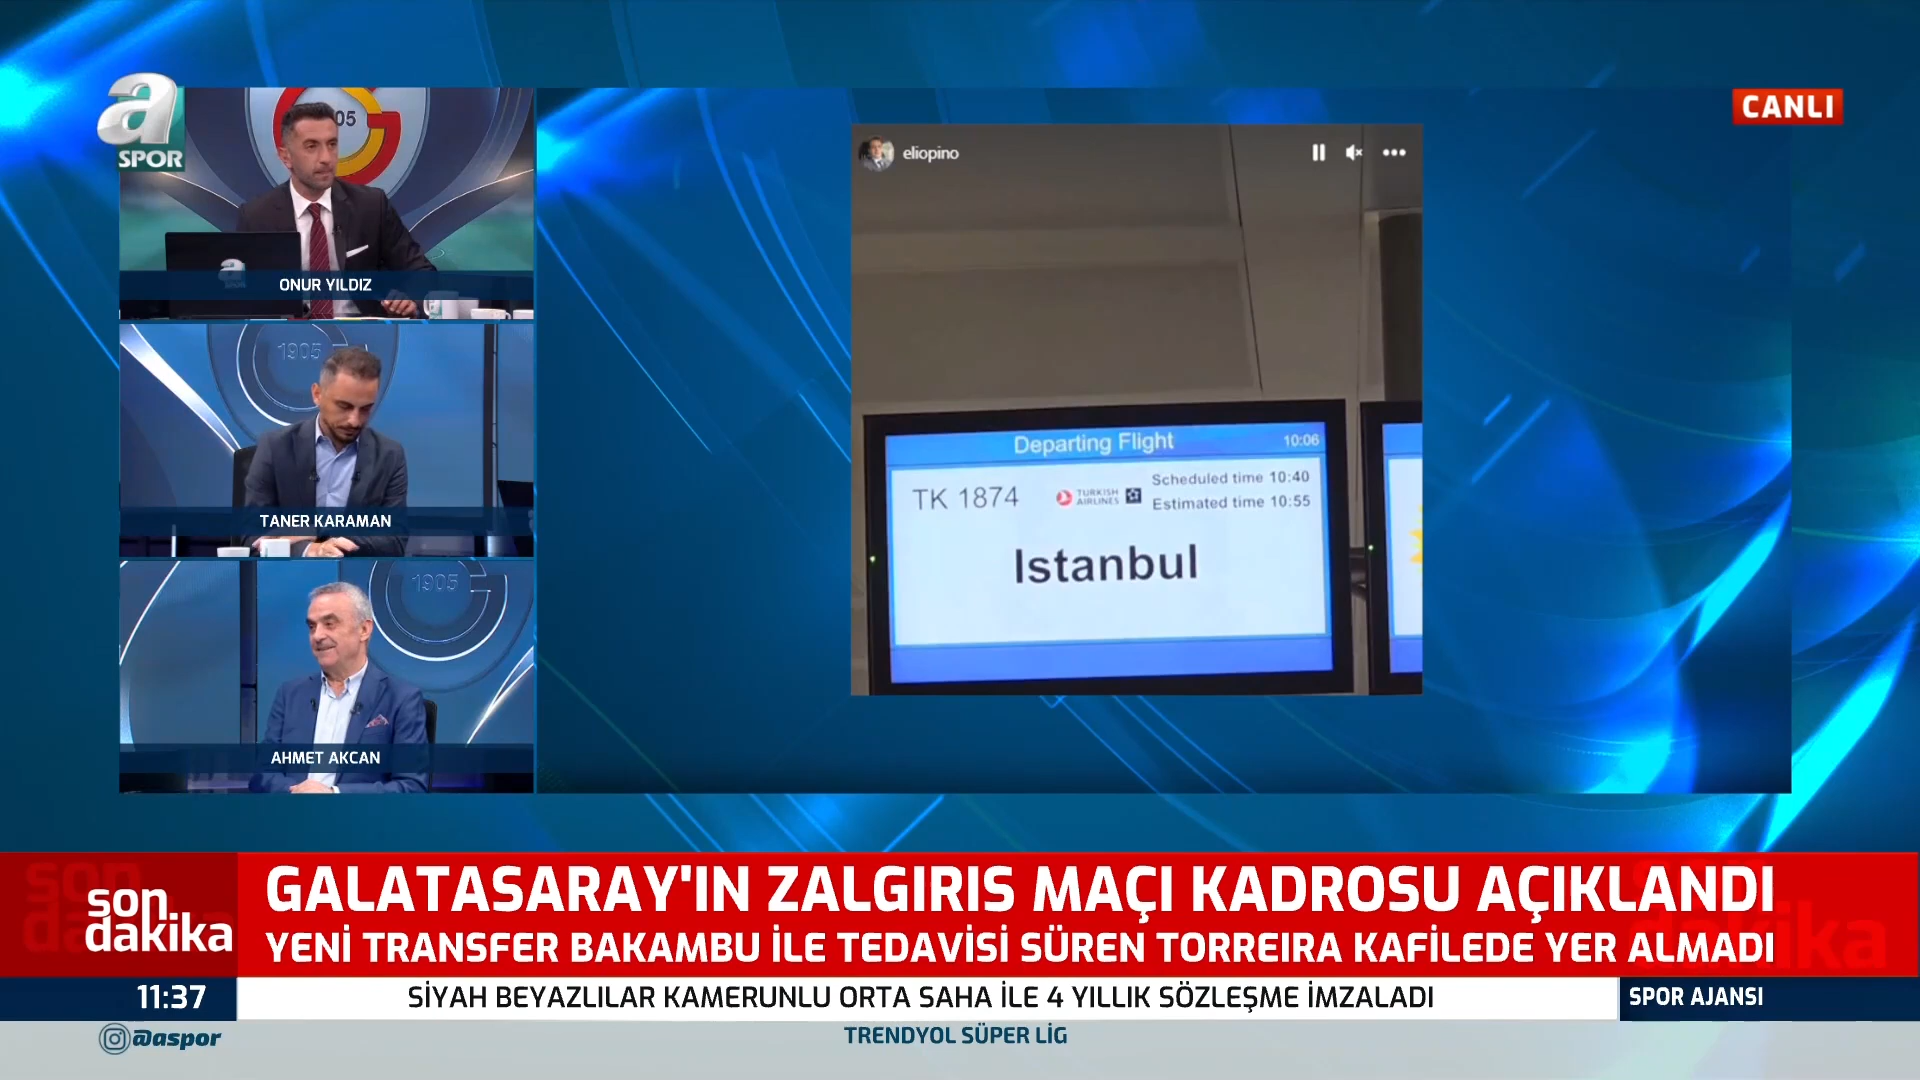 a
SPOR
1905
ONUR YILDIZ
1905
TANER KARAMAN
1905
AHMET AKCAN
CANLI
eliopino
Departing Flight 10:06
TK 1874 TURKISH AIRLINES Scheduled time 10:40
Estimated time 10:55
Istanbul
son dakika
GALATASARAY'IN ZALGIRIS MAÇI KADROSU AÇIKLANDI
YENİ TRANSFER BAKAMBU İLE TEDAVİSİ SÜREN TORREIRA KAFİLEDE YER ALMADI
11:37 SİYAH BEYAZLILAR KAMERUNLU ORTA SAHA İLE 4 YILLIK SÖZLEŞME İMZALADI SPOR AJANSI
@aspor TRENDYOL SÜPER LİG